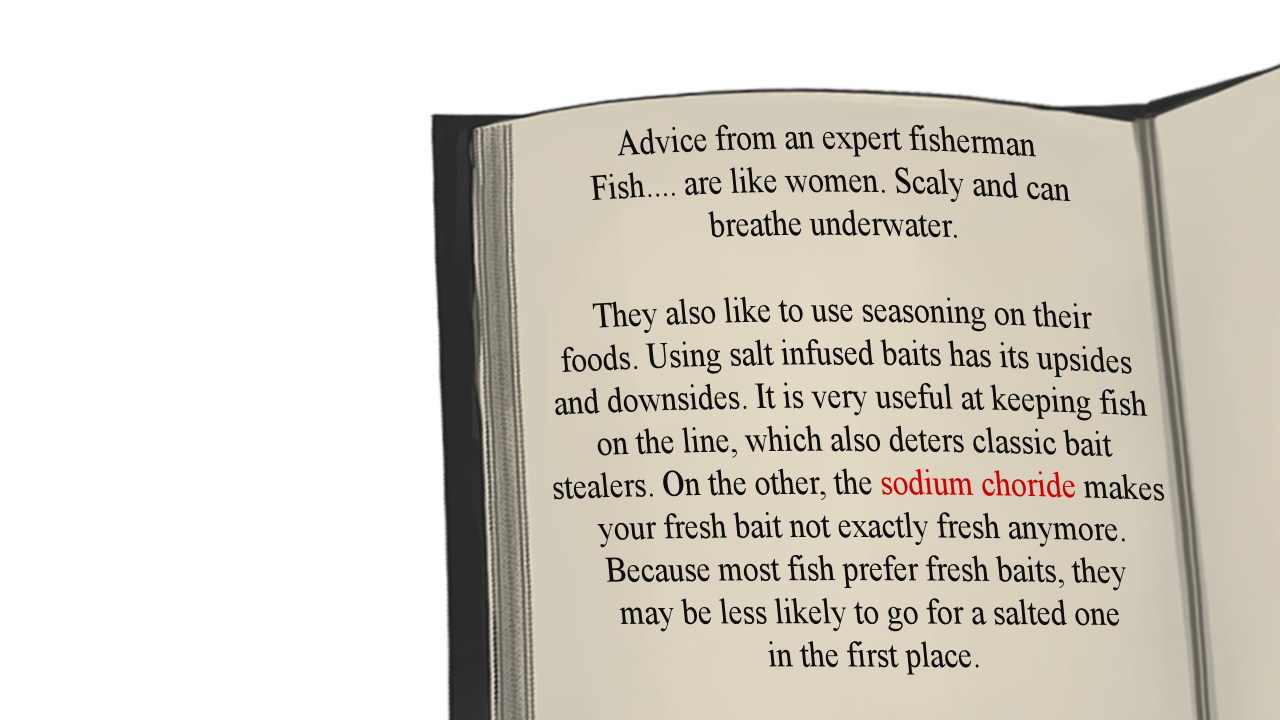 Advice from an expert fisherman
Fish.... are like women. Scaly and can
breathe underwater.
They also like to use seasoning on their
foods. Using salt infused baits has its upsides
and downsides. It is very useful at keeping fish
on the line, which also deters classic bait
stealers. On the other, the sodium choride makes
your fresh bait not exactly fresh anymore.
Because most fish prefer fresh baits, they
may be less likely to go for a salted one
in the first place.